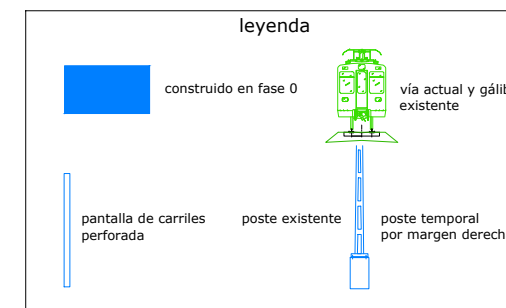 leyenda
construido en fase 0
vía actual y gálib
existente
pantalla de carriles
perforada
poste existente
poste temporal
por margen derech